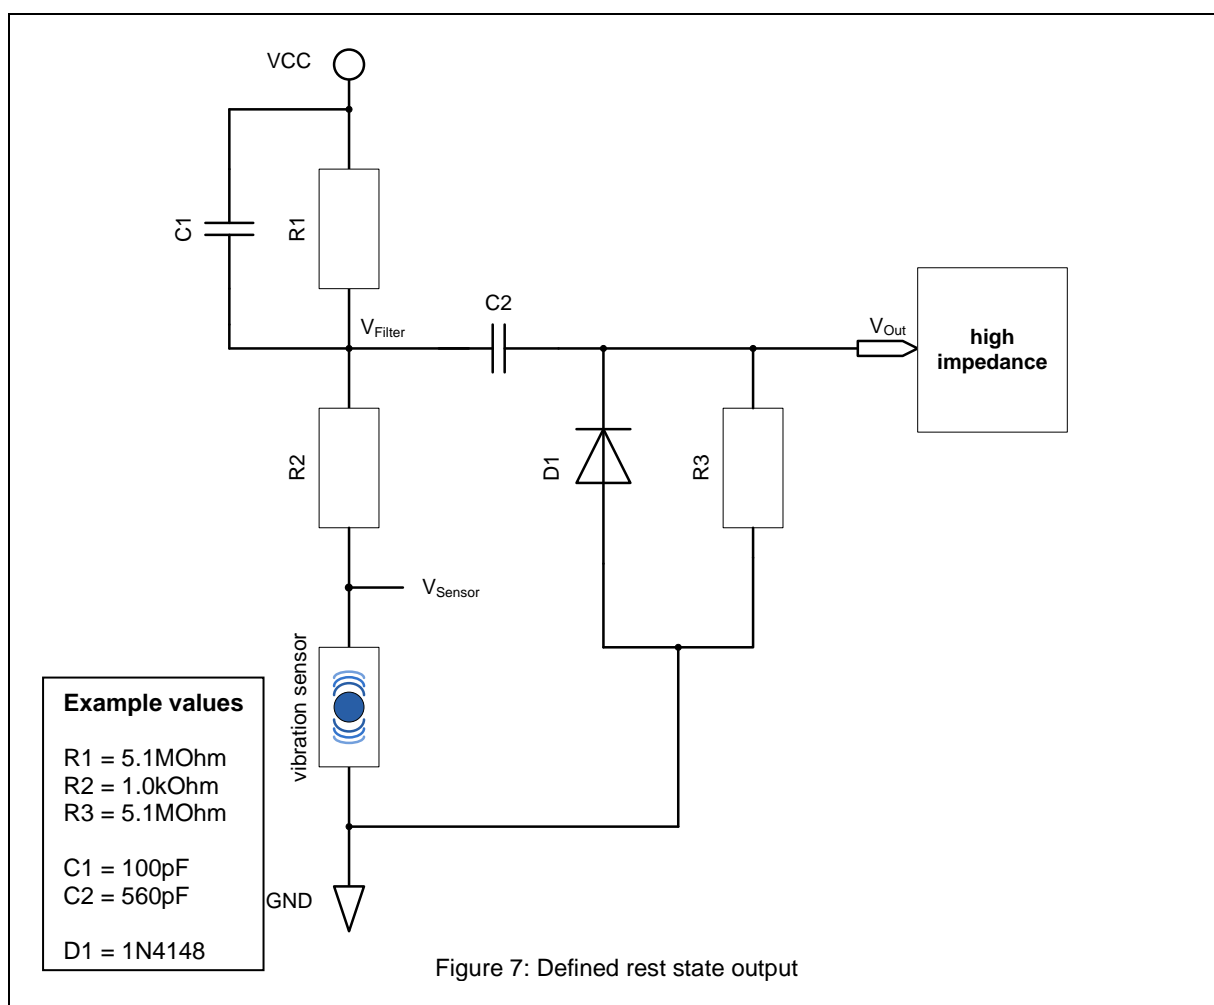 VCC
C1
R1
C2
VFilter
VOut
high
impedance
R2
D1
R3
VSensor
vibration sensor
Example values
R1 = 5.1MOhm
R2 = 1.0kOhm
R3 = 5.1MOhm
C1 = 100pF
C2 = 560pF
D1 = 1N4148
GND
Figure 7: Defined rest state output